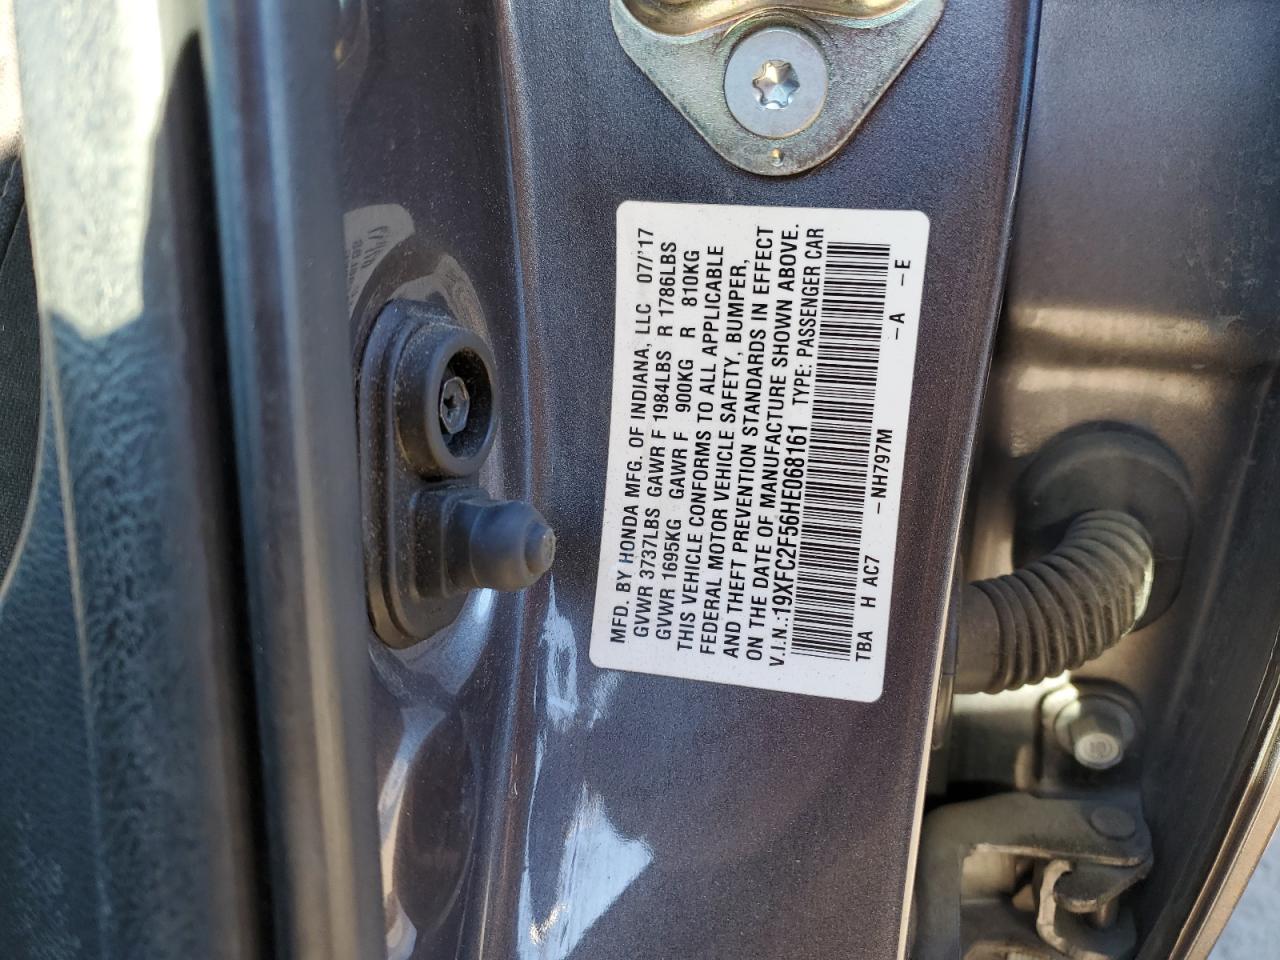 MFD. BY HONDA MFG. OF INDIANA, LLC 07/'17
GVWR 3737LBS GAWR F 1984LBS R 1786LBS
GVWR 1695KG GAWR F 900KG R 810KG
THIS VEHICLE CONFORMS TO ALL APPLICABLE
FEDERAL MOTOR VEHICLE SAFETY, BUMPER,
AND THEFT PREVENTION STANDARDS IN EFFECT
ON THE DATE OF MANUFACTURE SHOWN ABOVE.
V.I.N.:19XFC2F56HE068161 TYPE: PASSENGER CAR
TBA H AC7 –NH797M –A –E